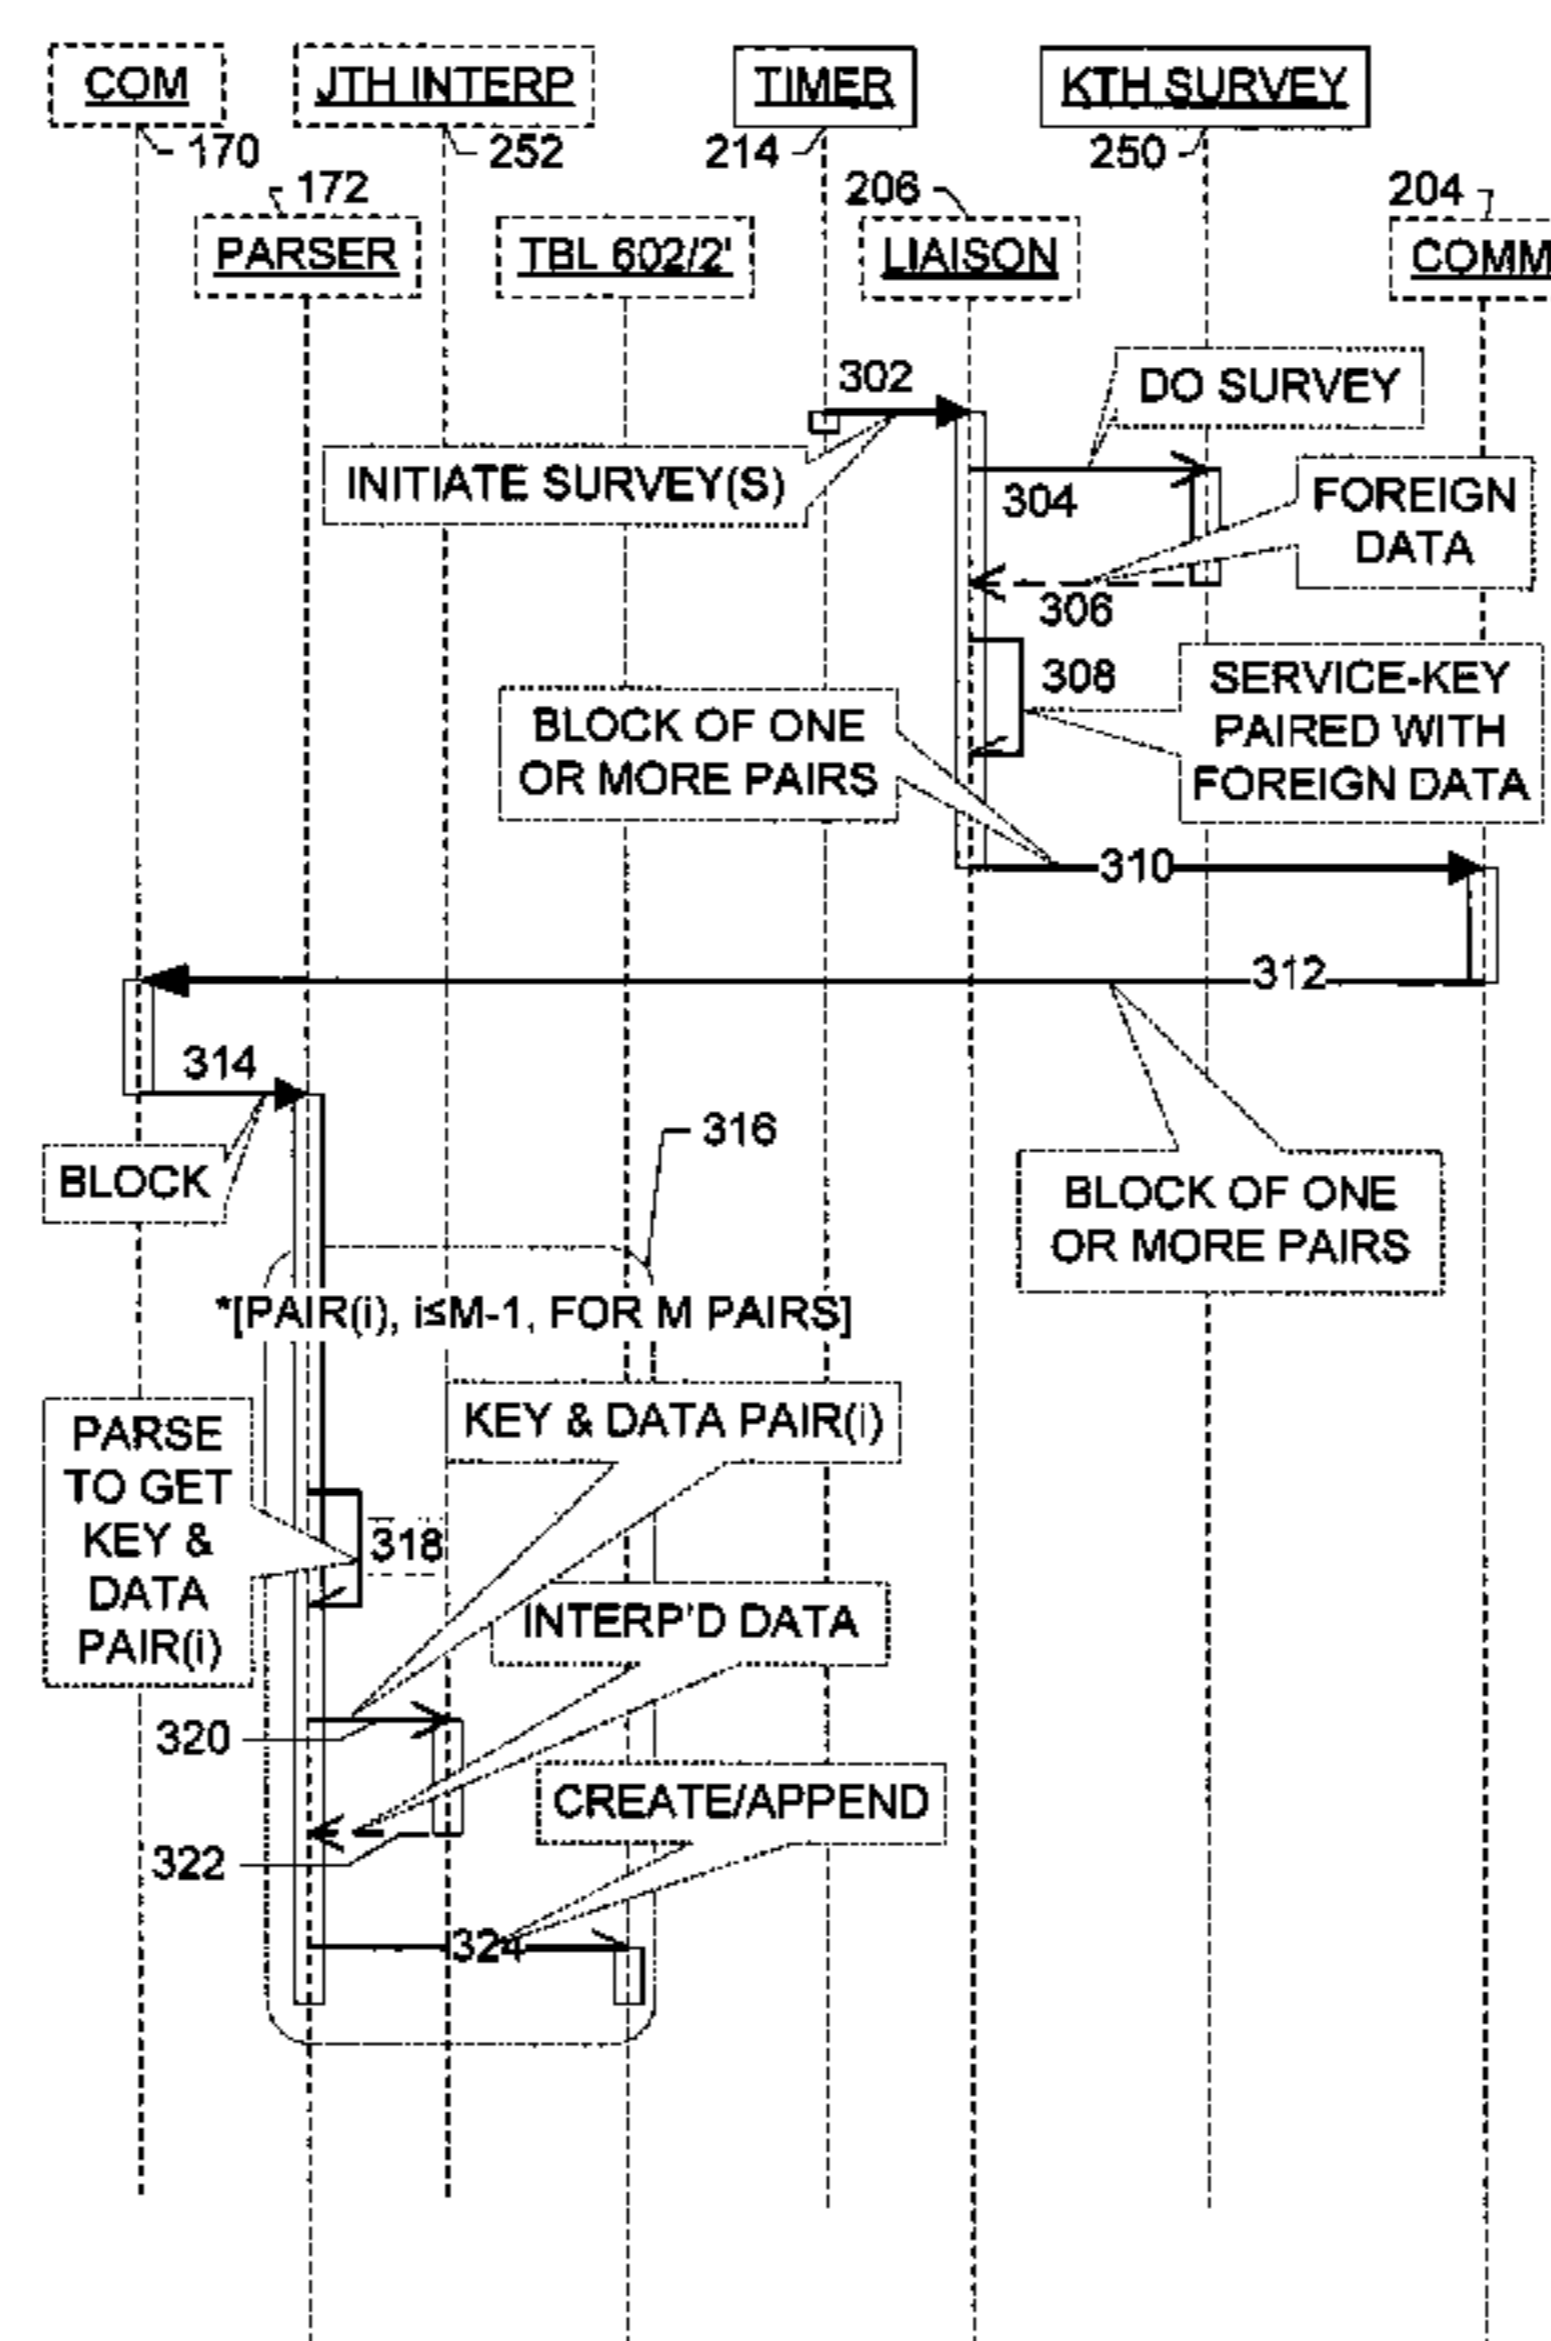 COM
JTH INTERP
TIMER
KTH SURVEY
170
252
214
250
172
206
204
PARSER
TBL 602/2'
LIAISON
COMM
302
DO SURVEY
INITIATE SURVEY(S)
304
FOREIGN
DATA
306
308
SERVICE-KEY
PAIRED WITH
FOREIGN DATA
BLOCK OF ONE
OR MORE PAIRS
310
312
314
BLOCK
316
BLOCK OF ONE
OR MORE PAIRS
*[PAIR(i), i≤M-1, FOR M PAIRS]
KEY & DATA PAIR(i)
PARSE
TO GET
KEY &
DATA
PAIR(i)
318
INTERP'D DATA
320
CREATE/APPEND
322
324